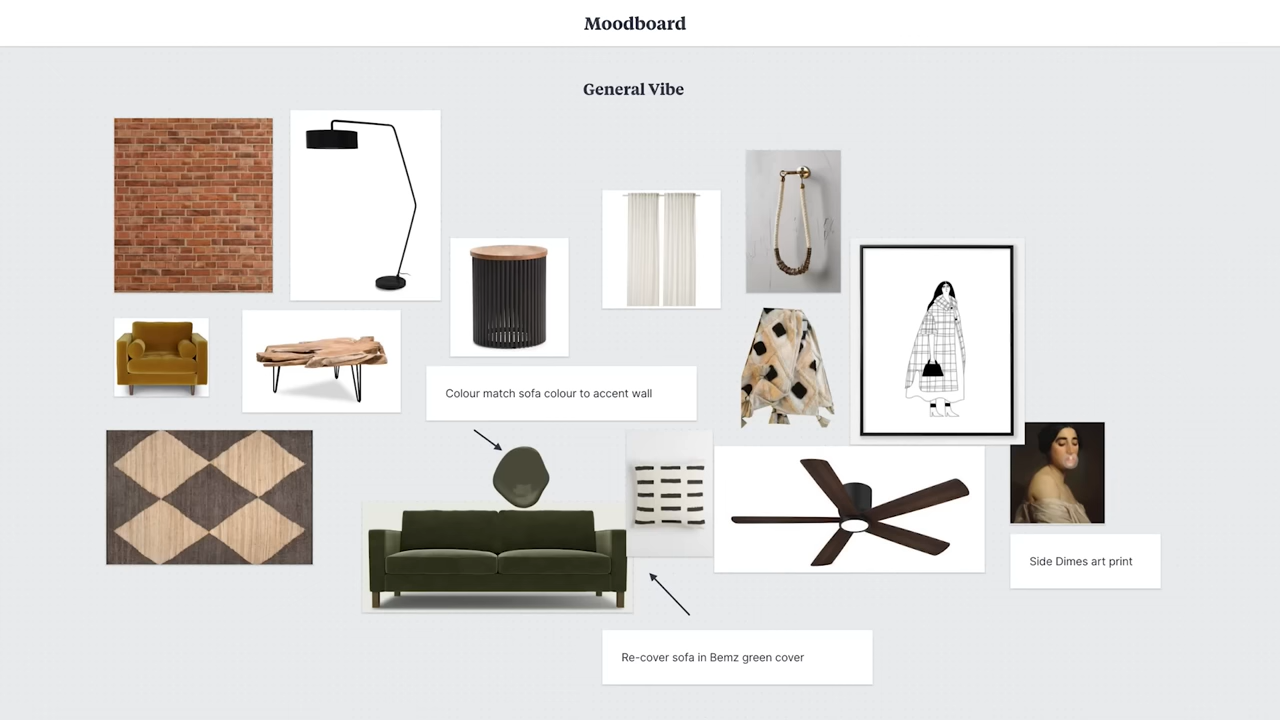 Moodboard
General Vibe
Colour match sofa colour to accent wall
Side Dimes art print
Re-cover sofa in Bemz green cover